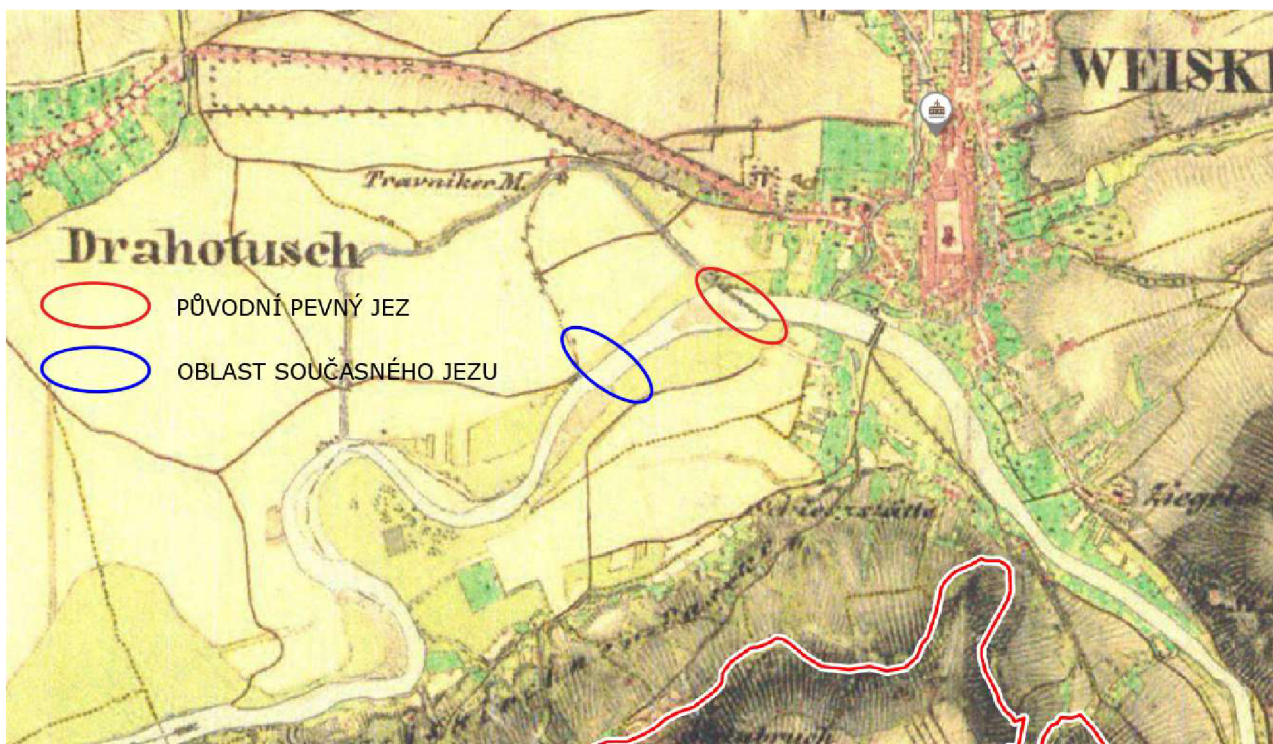 WEISK
Travniker M.
Drahotusch
PŮVODNÍ PEVNÝ JEZ
OBLAST SOUČASNÉHO JEZU